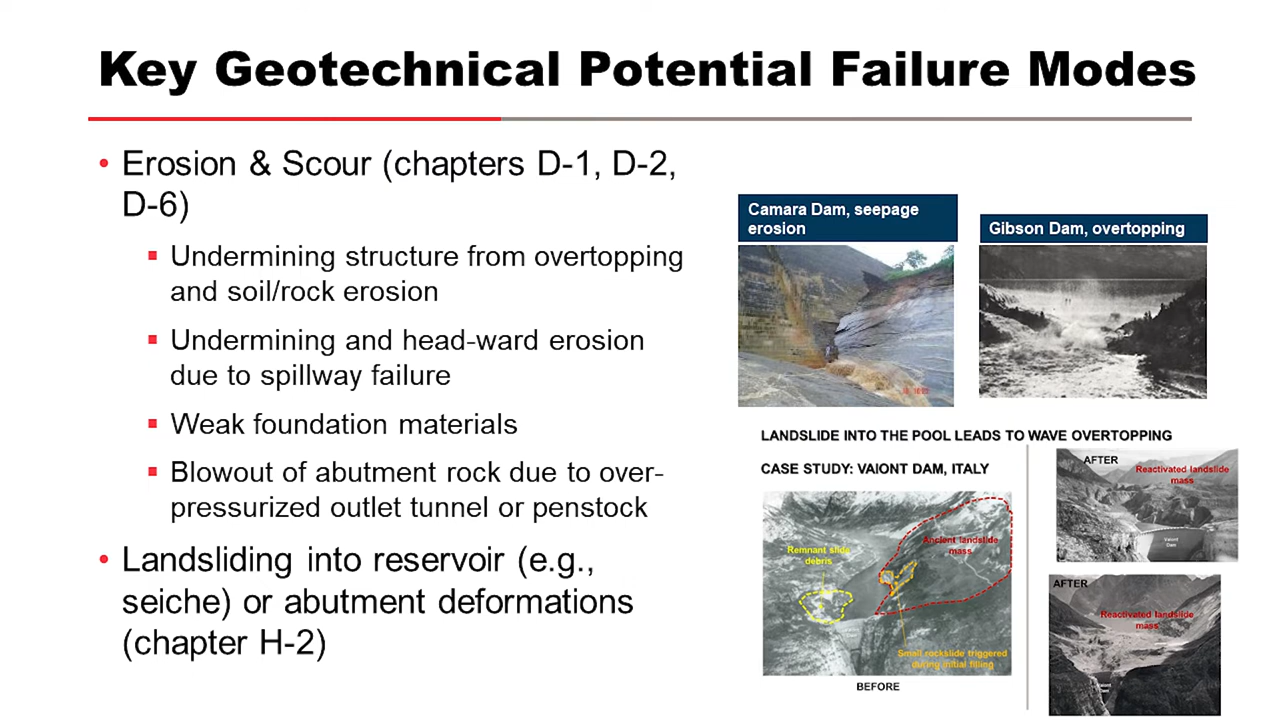 Key Geotechnical Potential Failure Modes
• Erosion & Scour (chapters D-1, D-2,
D-6)
▪ Undermining structure from overtopping
and soil/rock erosion
▪ Undermining and head-ward erosion
due to spillway failure
▪ Weak foundation materials
▪ Blowout of abutment rock due to over-
pressurized outlet tunnel or penstock
• Landsliding into reservoir (e.g.,
seiche) or abutment deformations
(chapter H-2)
Camara Dam, seepage
erosion
Gibson Dam, overtopping
LANDSLIDE INTO THE POOL LEADS TO WAVE OVERTOPPING
CASE STUDY: VAIONT DAM, ITALY
Remnant slide
debris
Ancient landslide
mass
Small rockslide triggered
during initial filling
BEFORE
AFTER
Reactivated landslide
mass
Vaiont
Dam
AFTER
Reactivated landslide
mass
Vaiont
Dam